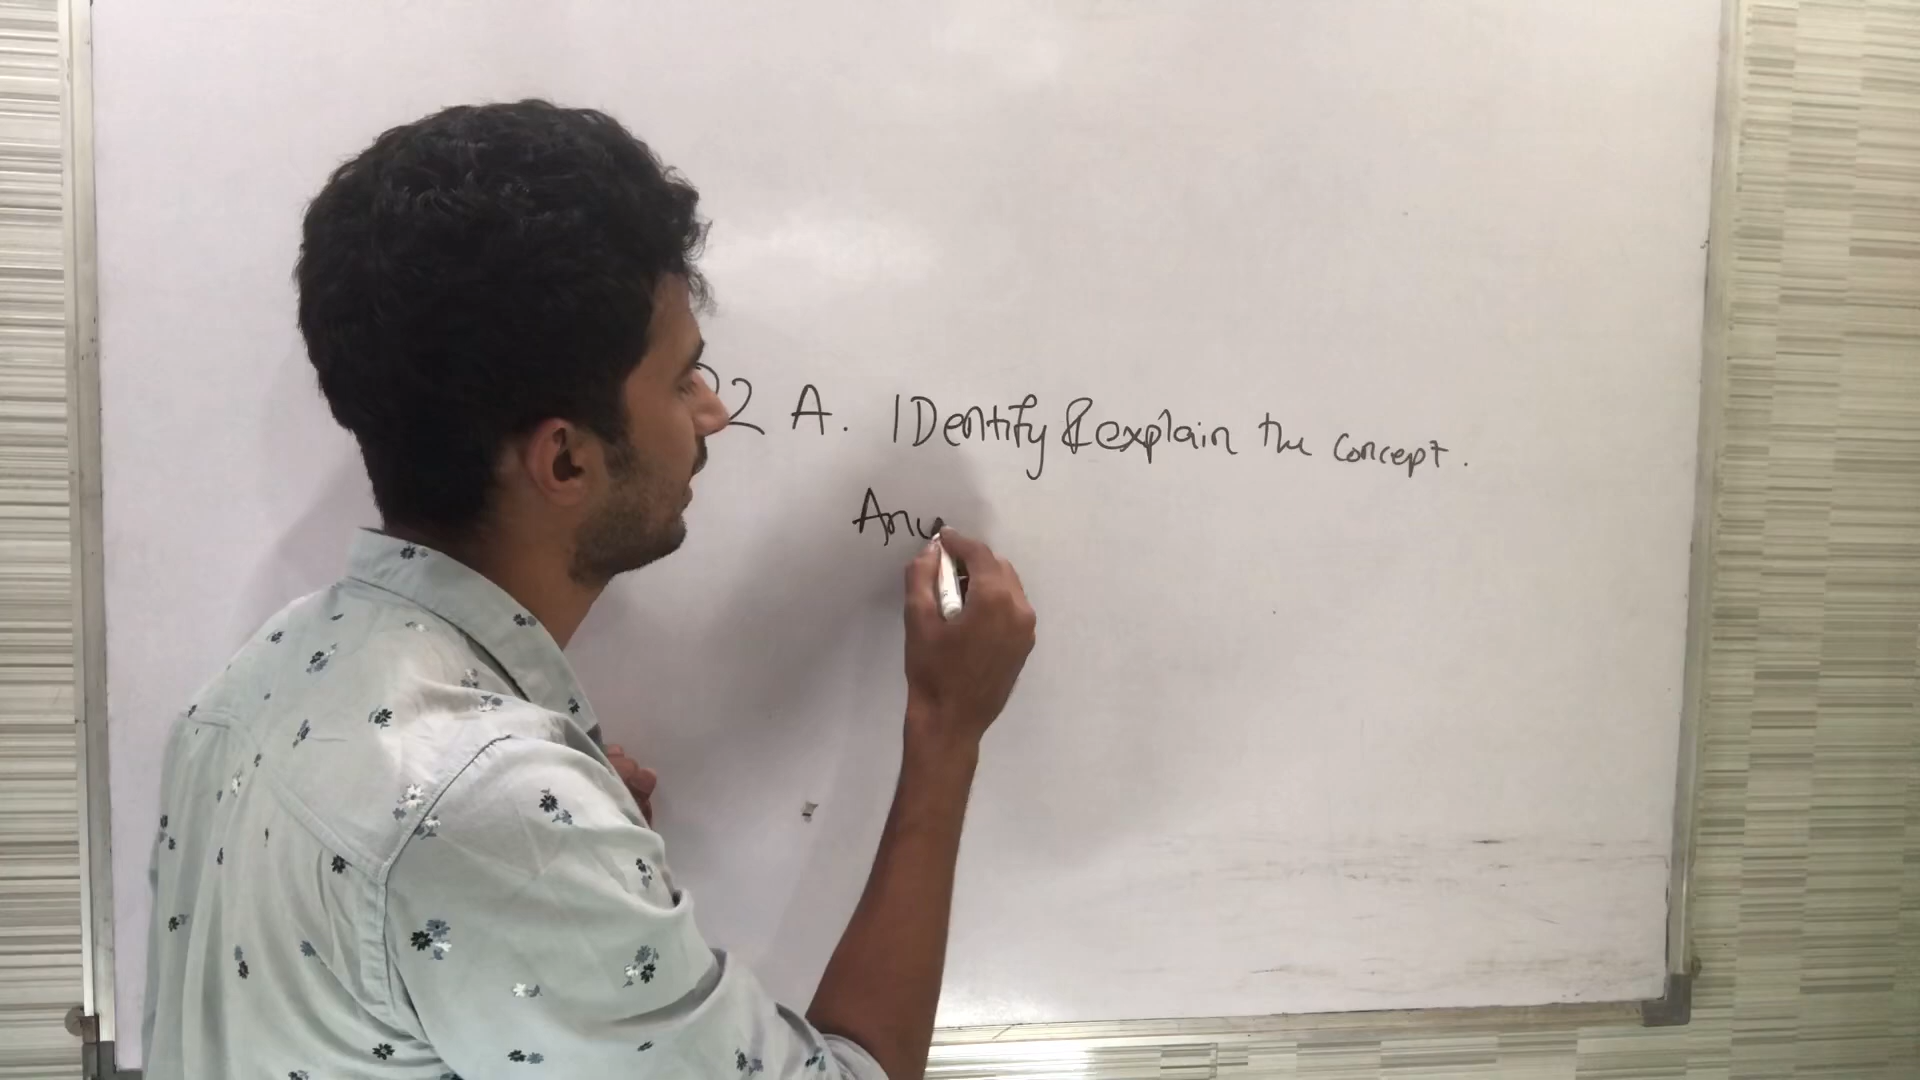 2 A. IDentify & explain the concept.